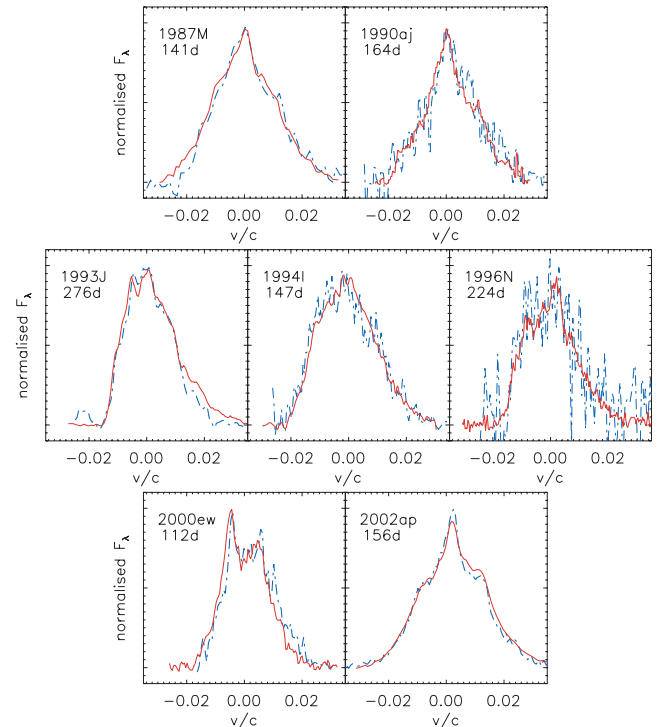 1987M
141d
1990aj
164d
normalised Fλ
−0.02 0.00 0.02 −0.02 0.00 0.02
v/c v/c
1993J
276d
1994I
147d
1996N
224d
normalised Fλ
−0.02 0.00 0.02 −0.02 0.00 0.02 −0.02 0.00 0.02
v/c v/c v/c
2000ew
112d
2002ap
156d
normalised Fλ
−0.02 0.00 0.02 −0.02 0.00 0.02
v/c v/c